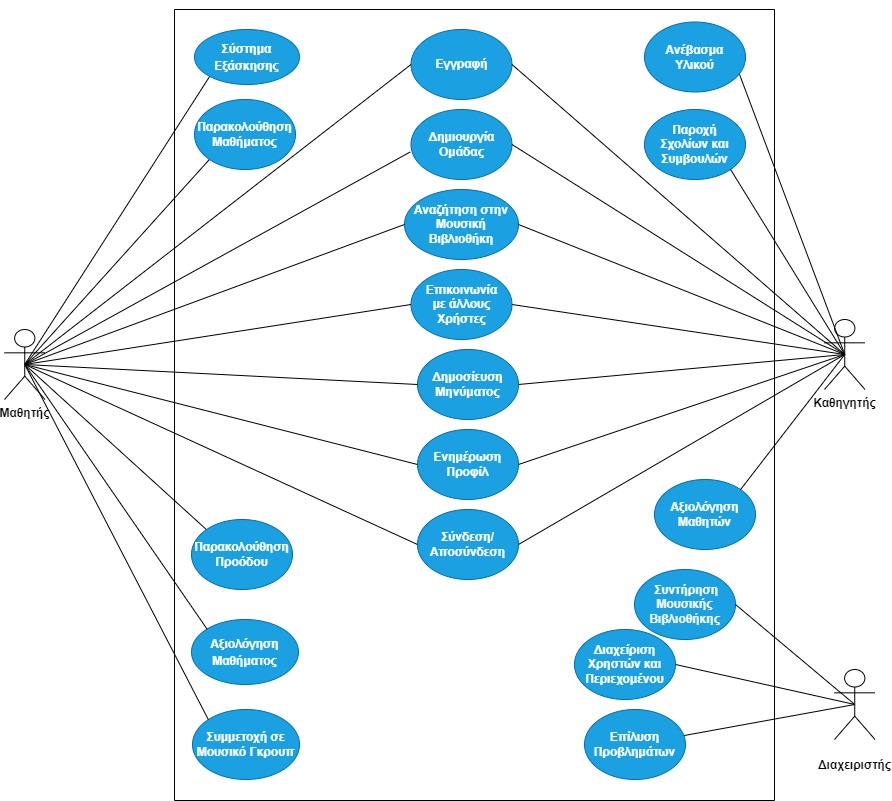 Σύστημα
Εξάσκησης
Εγγραφή
Ανέβασμα
Υλικού
Παρακολούθηση
Μαθήματος
Δημιουργία
Ομάδας
Παροχή
Σχολίων και
Συμβουλών
Αναζήτηση στην
Μουσική
Βιβλιοθήκη
Επικοινωνία
με άλλους
Χρήστες
Μαθητής
Δημοσίευση
Μηνύματος
Καθηγητής
Ενημέρωση
Προφίλ
Αξιολόγηση
Μαθητών
Παρακολούθηση
Προόδου
Σύνδεση/
Αποσύνδεση
Συντήρηση
Μουσικής
Βιβλιοθήκης
Αξιολόγηση
Μαθήματος
Διαχείριση
Χρηστών και
Περιεχομένου
Συμμετοχή σε
Μουσικό Γκρουπ
Επίλυση
Προβλημάτων
Διαχειριστής